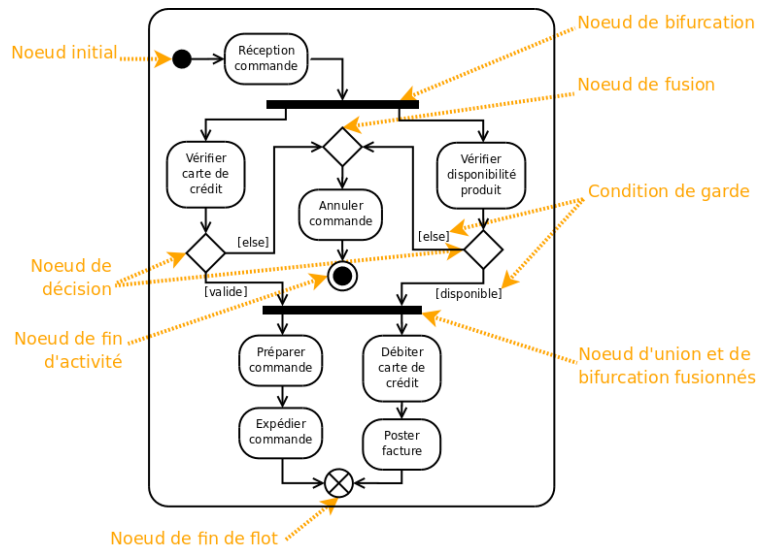 Noeud de bifurcation
Noeud initial
Réception
commande
Noeud de fusion
Vérifier
carte de
crédit
Vérifier
disponibilité
produit
Condition de garde
Annuler
commande
[else]
[else]
Noeud de
décision
[valide]
[disponible]
Noeud de fin
d'activité
Préparer
commande
Débiter
carte de
crédit
Noeud d'union et de
bifurcation fusionnés
Expédier
commande
Poster
facture
Noeud de fin de flot